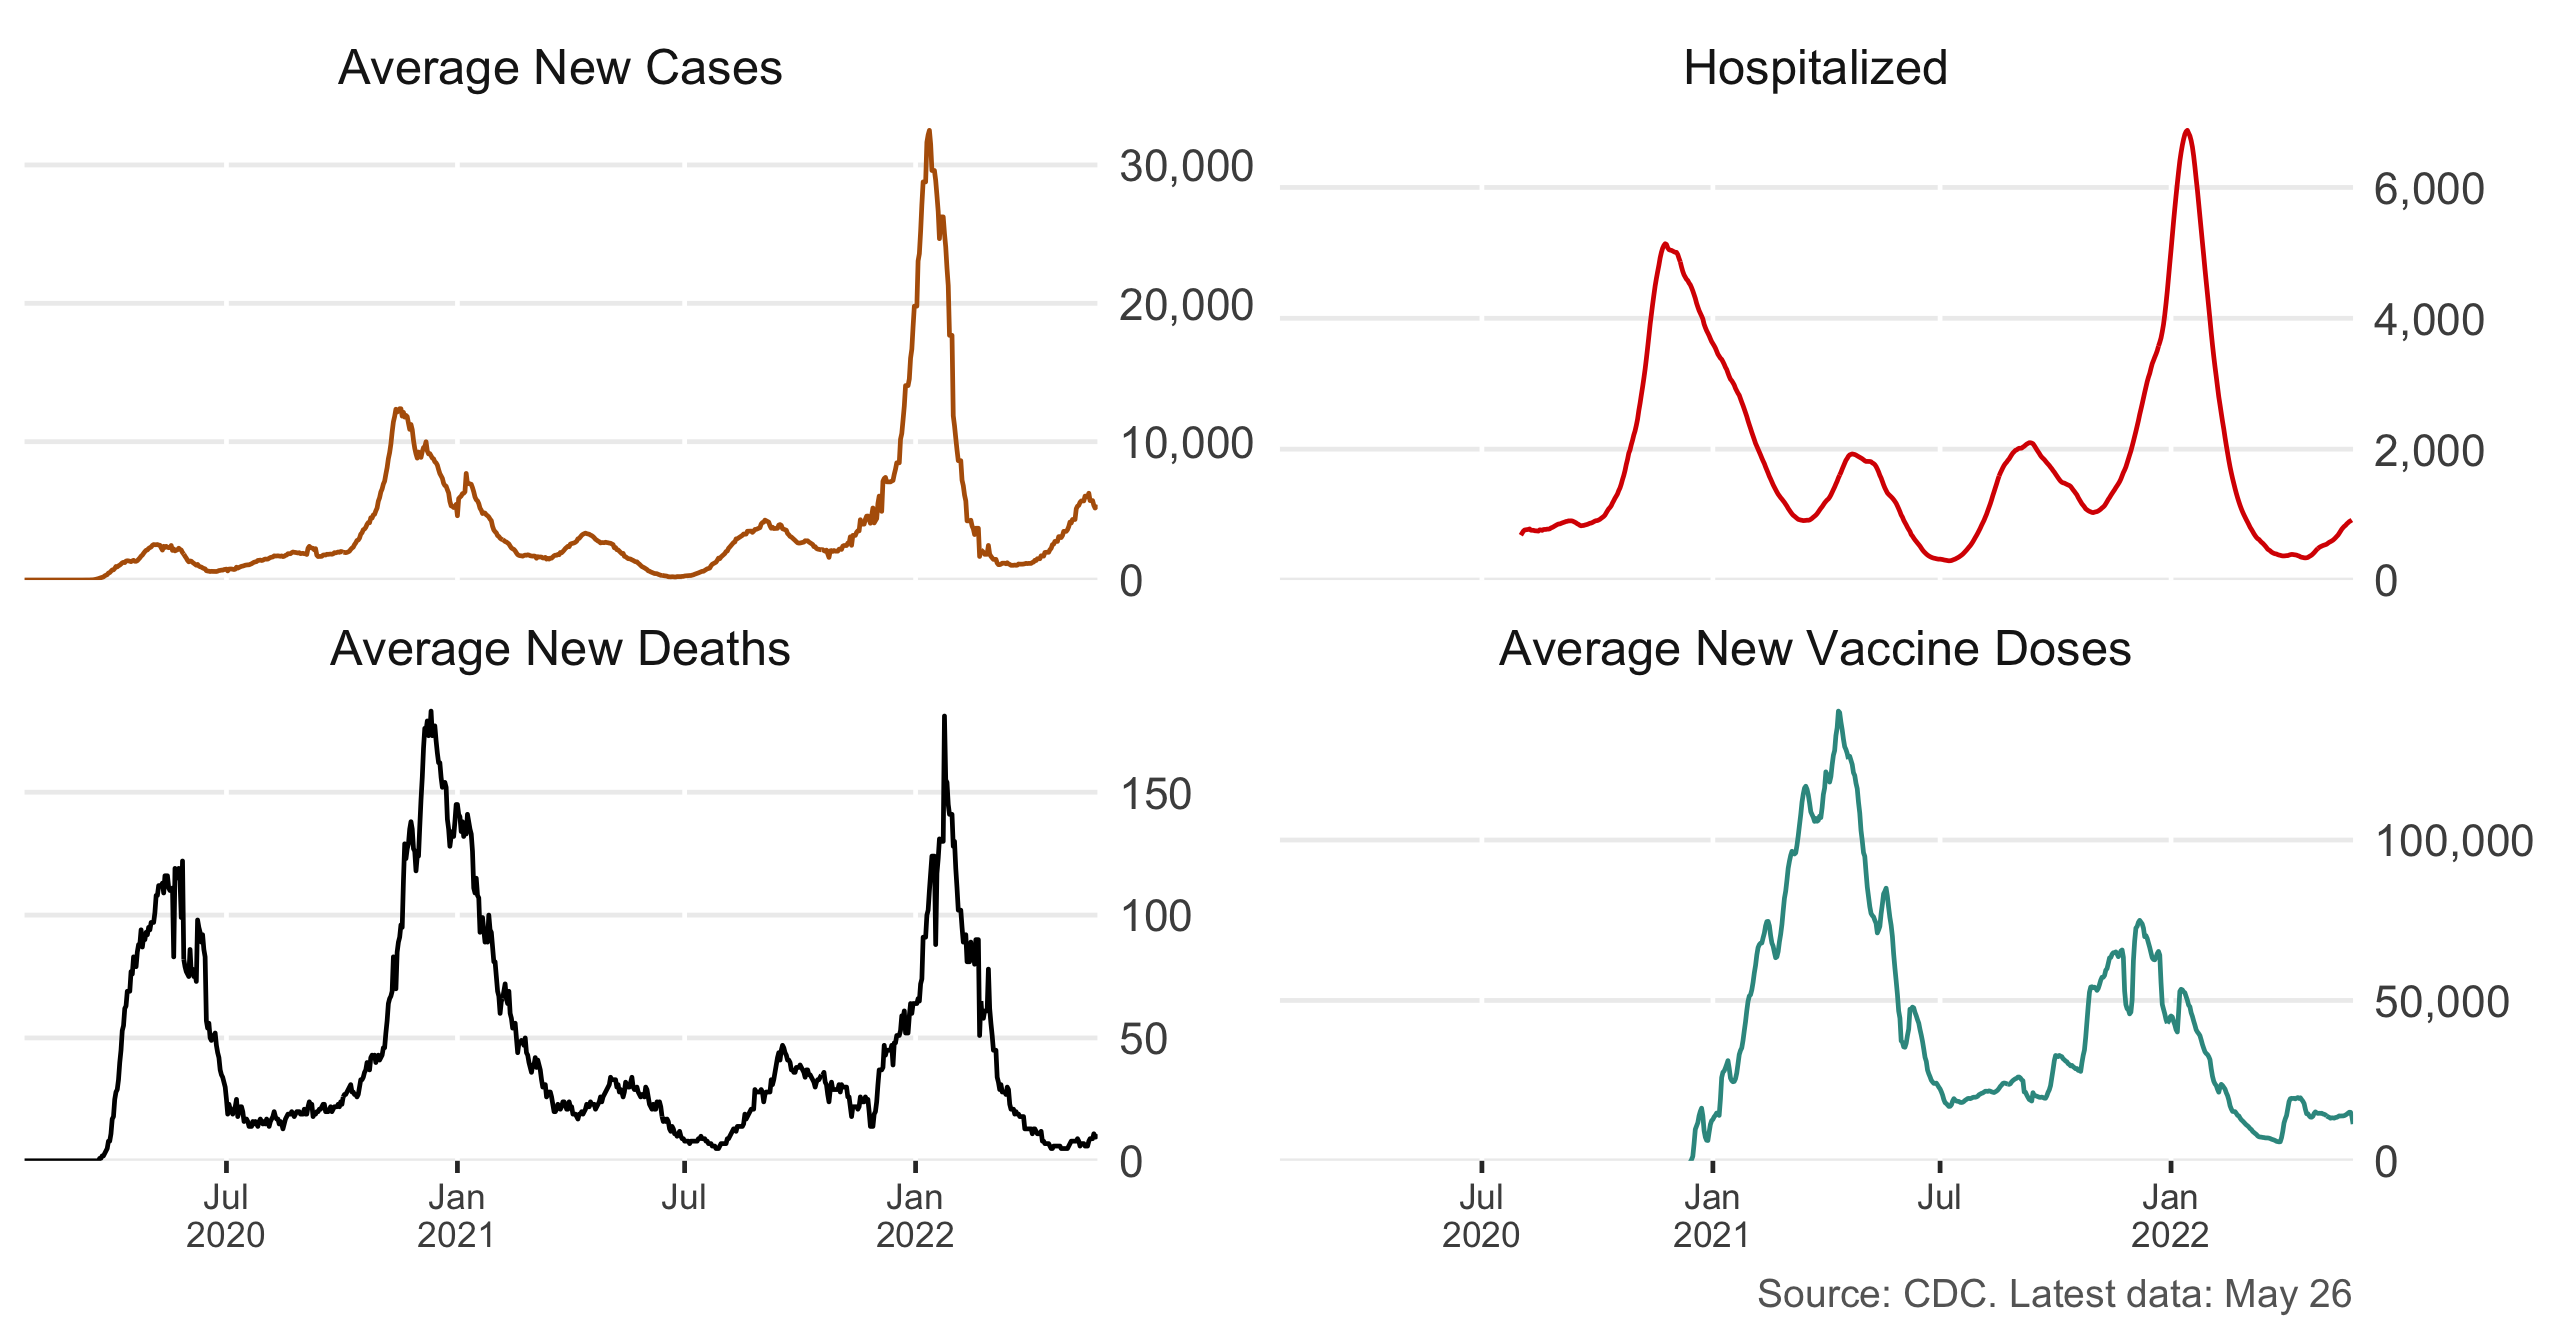 Average New Cases
30,000
20,000
10,000
0
Hospitalized
6,000
4,000
2,000
0
Average New Deaths
150
100
50
0
Jul Jan Jul Jan
2020 2021 2022
Average New Vaccine Doses
100,000
50,000
0
Jul Jan Jul Jan
2020 2021 2022
Source: CDC. Latest data: May 26